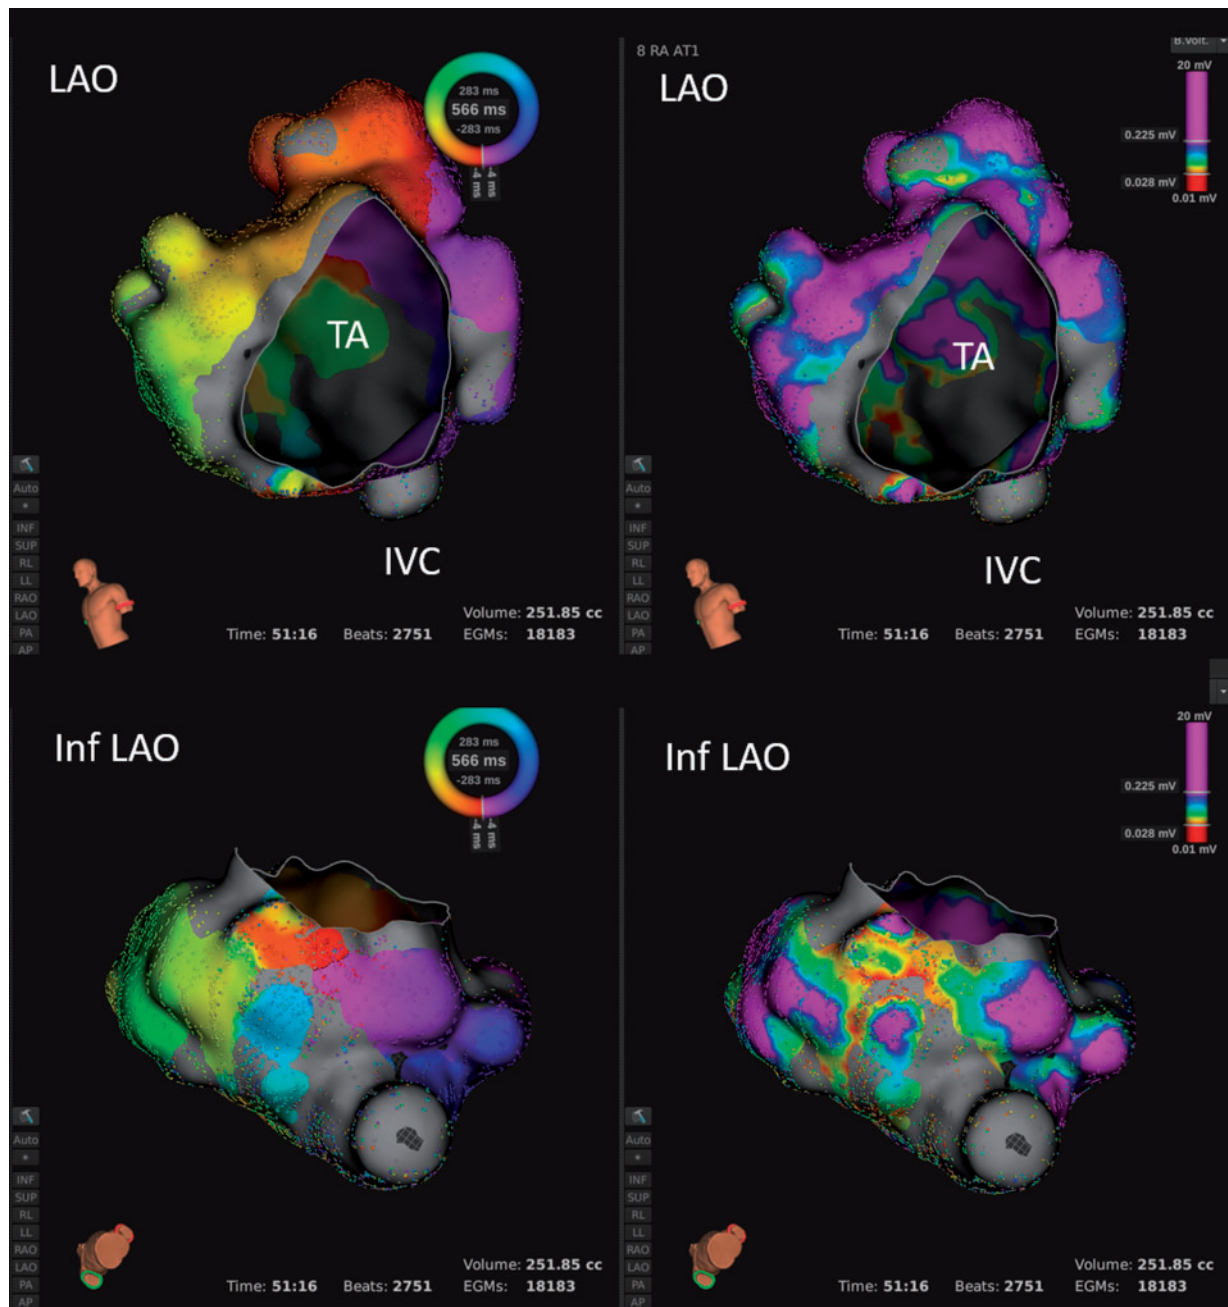 LAO
283 ms
566 ms
-283 ms
-4 ms
-4 ms
TA
IVC
Auto
INF
SUP
RL
LL
RAO
LAO
PA
AP
Volume: 251.85 cc
Time: 51:16 Beats: 2751 EGMs: 18183
8 RA AT1
B.Volt.
LAO
20 mV
0.225 mV
0.028 mV
0.01 mV
TA
IVC
Auto
INF
SUP
RL
LL
RAO
LAO
PA
AP
Volume: 251.85 cc
Time: 51:16 Beats: 2751 EGMs: 18183
Inf LAO
283 ms
566 ms
-283 ms
-4 ms
-4 ms
Auto
INF
SUP
RL
LL
RAO
LAO
PA
AP
Volume: 251.85 cc
Time: 51:16 Beats: 2751 EGMs: 18183
Inf LAO
20 mV
0.225 mV
0.028 mV
0.01 mV
Auto
INF
SUP
RL
LL
RAO
LAO
PA
AP
Volume: 251.85 cc
Time: 51:16 Beats: 2751 EGMs: 18183